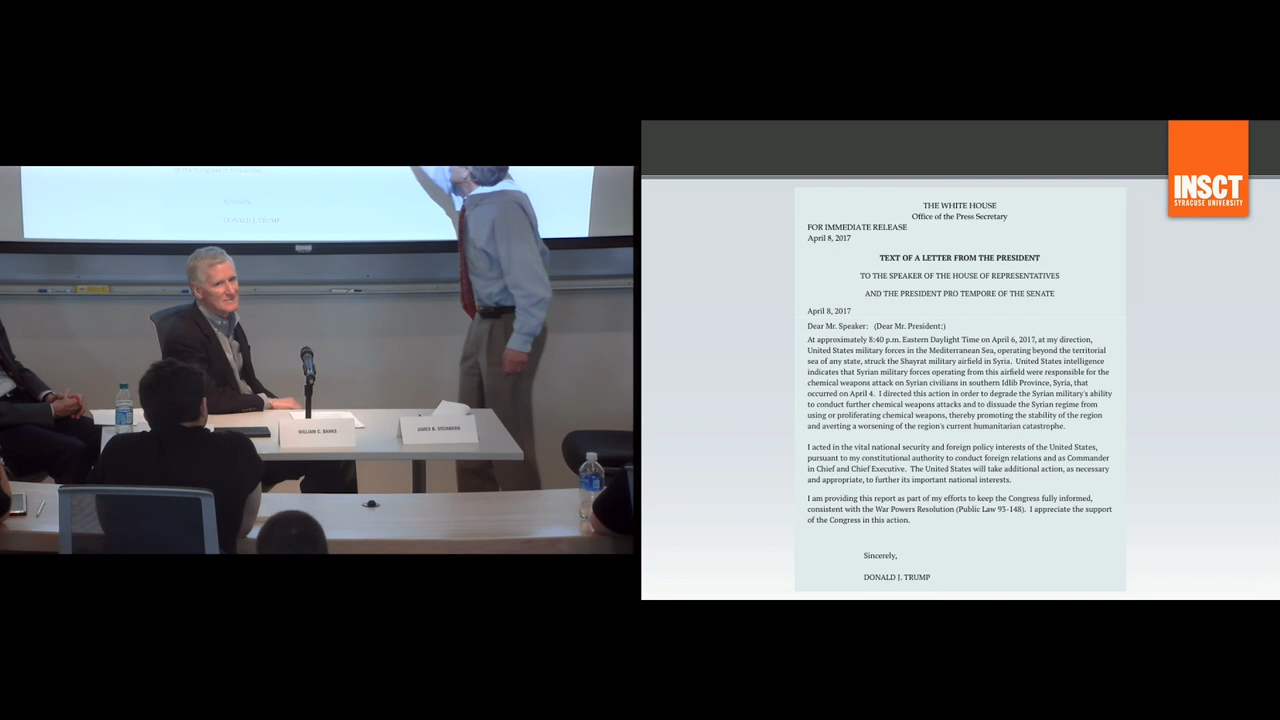 of the Congress in this action.
Sincerely,
DONALD J. TRUMP
WILLIAM C. BANKS
JAMES B. STEINBERG
INSCT
SYRACUSE UNIVERSITY
THE WHITE HOUSE
Office of the Press Secretary
FOR IMMEDIATE RELEASE
April 8, 2017
TEXT OF A LETTER FROM THE PRESIDENT
TO THE SPEAKER OF THE HOUSE OF REPRESENTATIVES
AND THE PRESIDENT PRO TEMPORE OF THE SENATE
April 8, 2017
Dear Mr. Speaker: (Dear Mr. President:)
At approximately 8:40 p.m. Eastern Daylight Time on April 6, 2017, at my direction,
United States military forces in the Mediterranean Sea, operating beyond the territorial
sea of any state, struck the Shayrat military airfield in Syria. United States intelligence
indicates that Syrian military forces operating from this airfield were responsible for the
chemical weapons attack on Syrian civilians in southern Idlib Province, Syria, that
occurred on April 4. I directed this action in order to degrade the Syrian military's ability
to conduct further chemical weapons attacks and to dissuade the Syrian regime from
using or proliferating chemical weapons, thereby promoting the stability of the region
and averting a worsening of the region's current humanitarian catastrophe.
I acted in the vital national security and foreign policy interests of the United States,
pursuant to my constitutional authority to conduct foreign relations and as Commander
in Chief and Chief Executive. The United States will take additional action, as necessary
and appropriate, to further its important national interests.
I am providing this report as part of my efforts to keep the Congress fully informed,
consistent with the War Powers Resolution (Public Law 93-148). I appreciate the support
of the Congress in this action.
Sincerely,
DONALD J. TRUMP